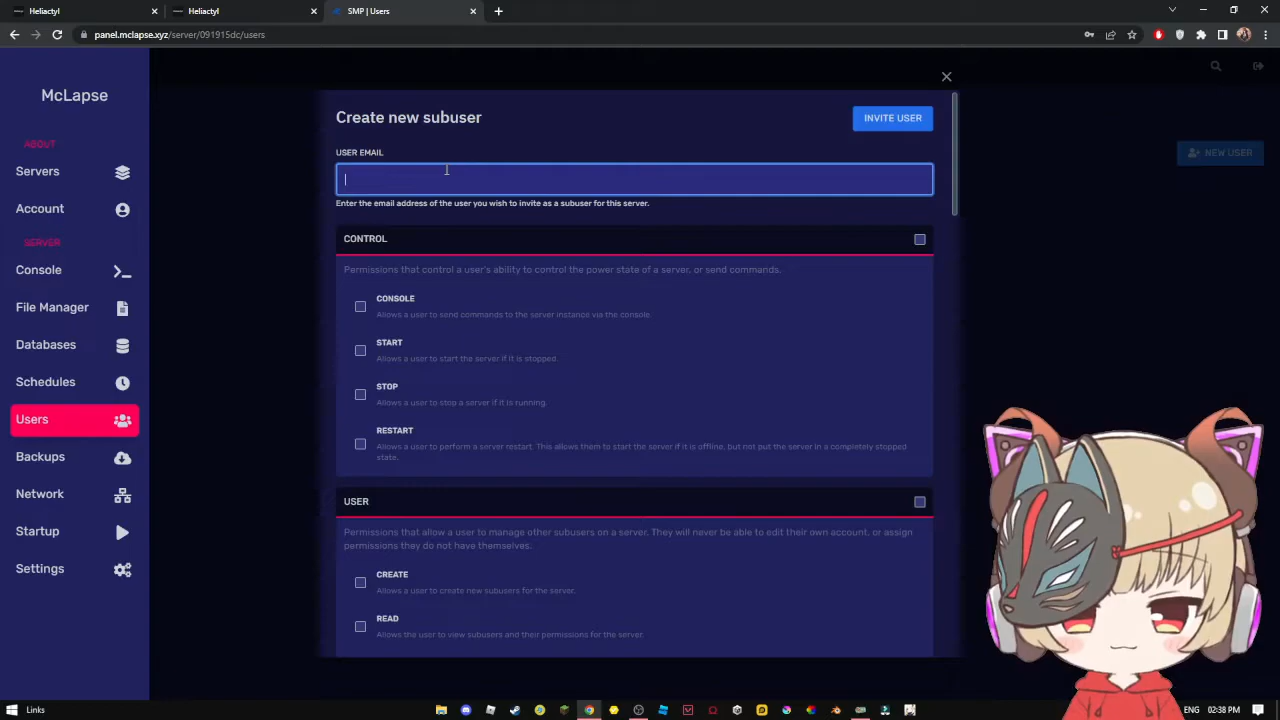 Heliactyl
Heliactyl
SMP | Users
panel.mclapse.xyz/server/091915dc/users
McLapse
ABOUT
Servers
Account
SERVER
Console
File Manager
Databases
Schedules
Users
Backups
Network
Startup
Settings
Create new subuser
INVITE USER
NEW USER
USER EMAIL
Enter the email address of the user you wish to invite as a subuser for this server.
CONTROL
Permissions that control a user's ability to control the power state of a server, or send commands.
CONSOLE
Allows a user to send commands to the server instance via the console.
START
Allows a user to start the server if it is stopped.
STOP
Allows a user to stop a server if it is running.
RESTART
Allows a user to perform a server restart. This allows them to start the server if it is offline, but not put the server in a completely stopped
state.
USER
Permissions that allow a user to manage other subusers on a server. They will never be able to edit their own account, or assign
permissions they do not have themselves.
CREATE
Allows a user to create new subusers for the server.
READ
Allows the user to view subusers and their permissions for the server.
Links
02:38 PM